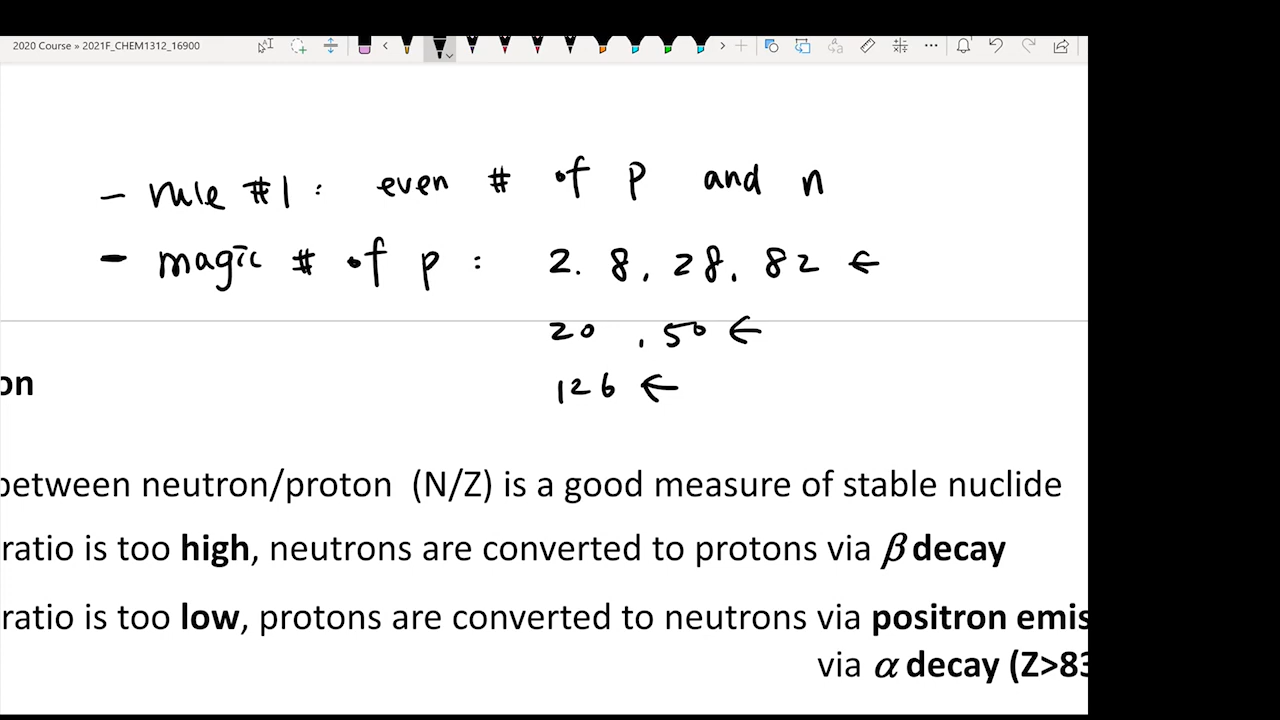 2020 Course » 2021F_CHEM1312_16900
- rule #1 : even # of p and n
- magic # of p : 2. 8, 28, 82 ←
20 , 50 ←
126 ←
on
between neutron/proton (N/Z) is a good measure of stable nuclide
ratio is too high, neutrons are converted to protons via β decay
ratio is too low, protons are converted to neutrons via positron emis
via α decay (Z>83